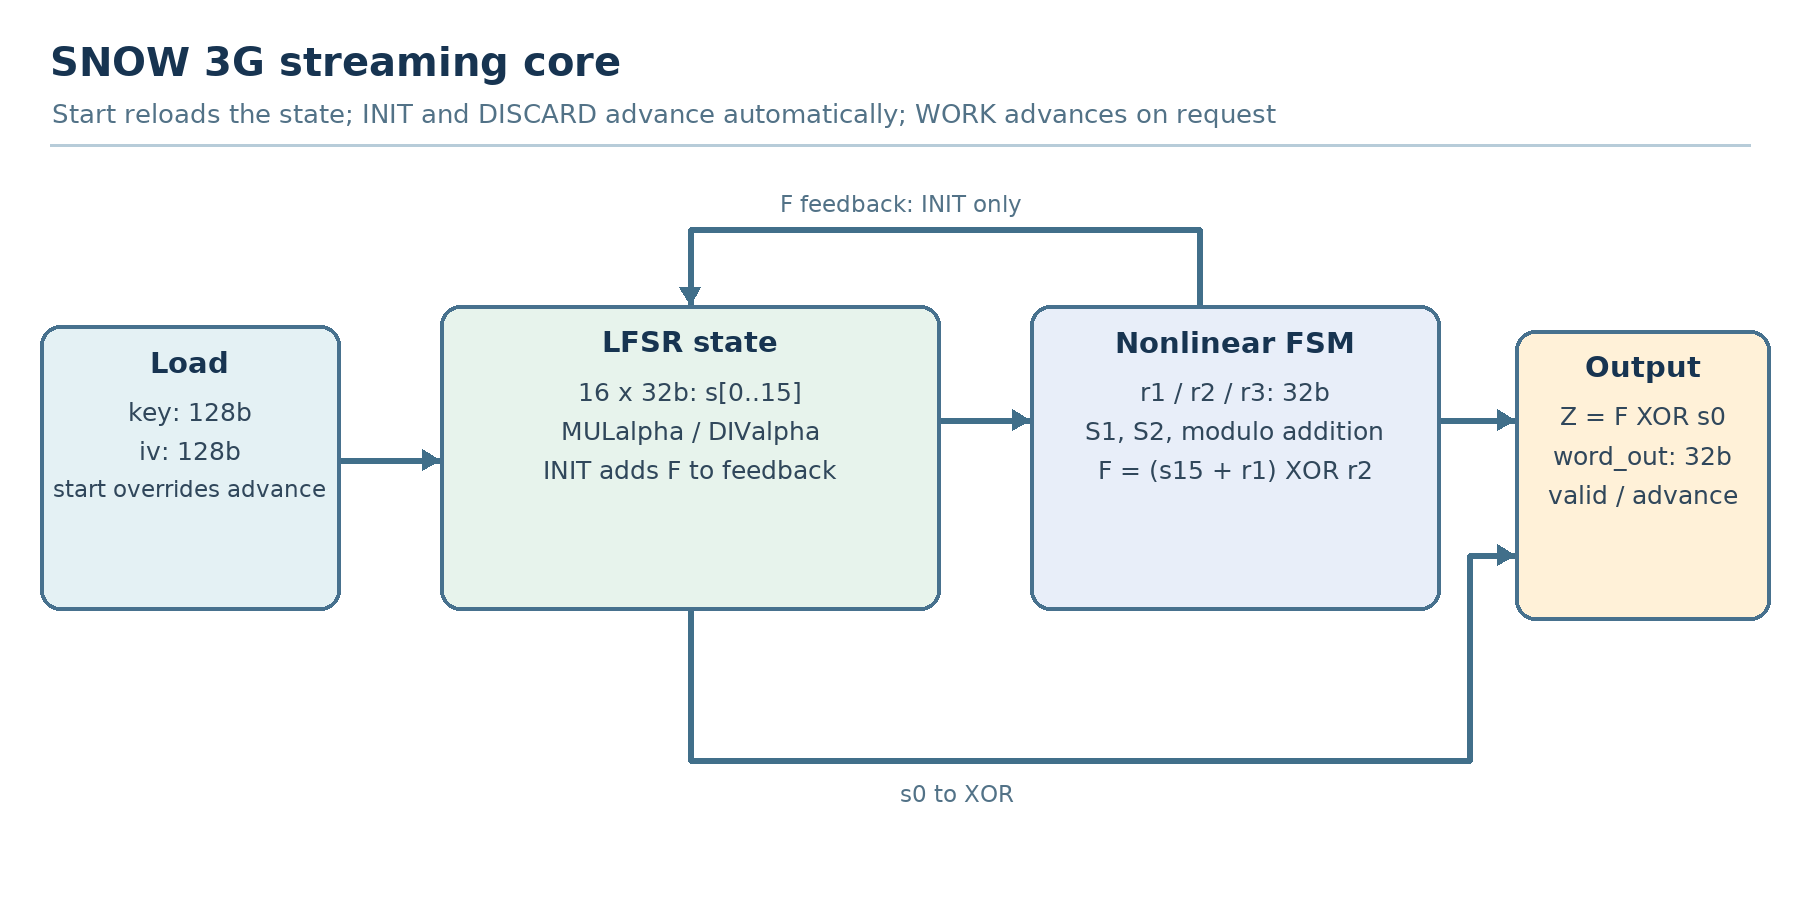 SNOW 3G streaming core
Start reloads the state; INIT and DISCARD advance automatically; WORK advances on request
F feedback: INIT only
Load
key: 128b
iv: 128b
start overrides advance
LFSR state
16 x 32b: s[0..15]
MULalpha / DIValpha
INIT adds F to feedback
Nonlinear FSM
r1 / r2 / r3: 32b
S1, S2, modulo addition
F = (s15 + r1) XOR r2
Output
Z = F XOR s0
word_out: 32b
valid / advance
s0 to XOR